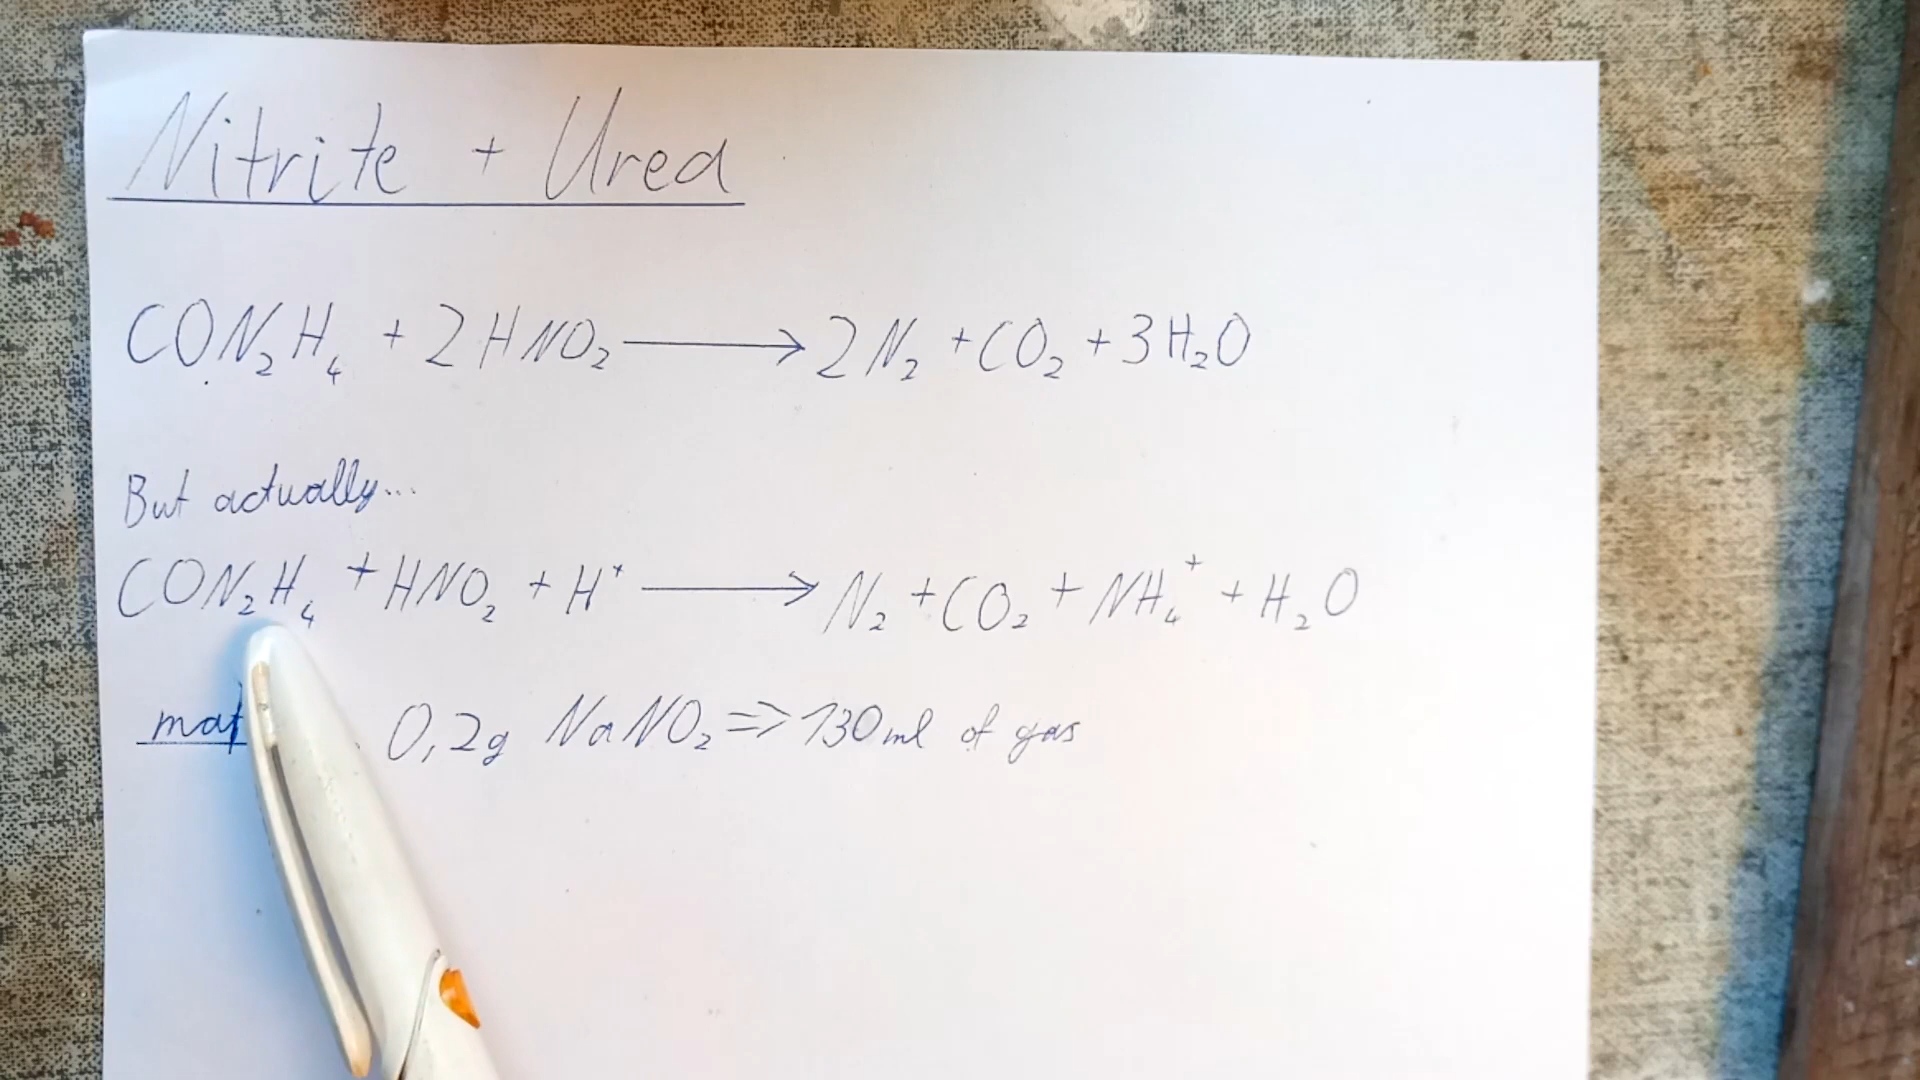 Nitrite + Urea
CON₂H₄ + 2HNO₂ ⟶ 2N₂ + CO₂ + 3H₂O
But actually...
CON₂H₄ + HNO₂ + H⁺ ⟶ N₂ + CO₂ + NH₄⁺ + H₂O
0,2g NaNO₂ => 130ml of gas